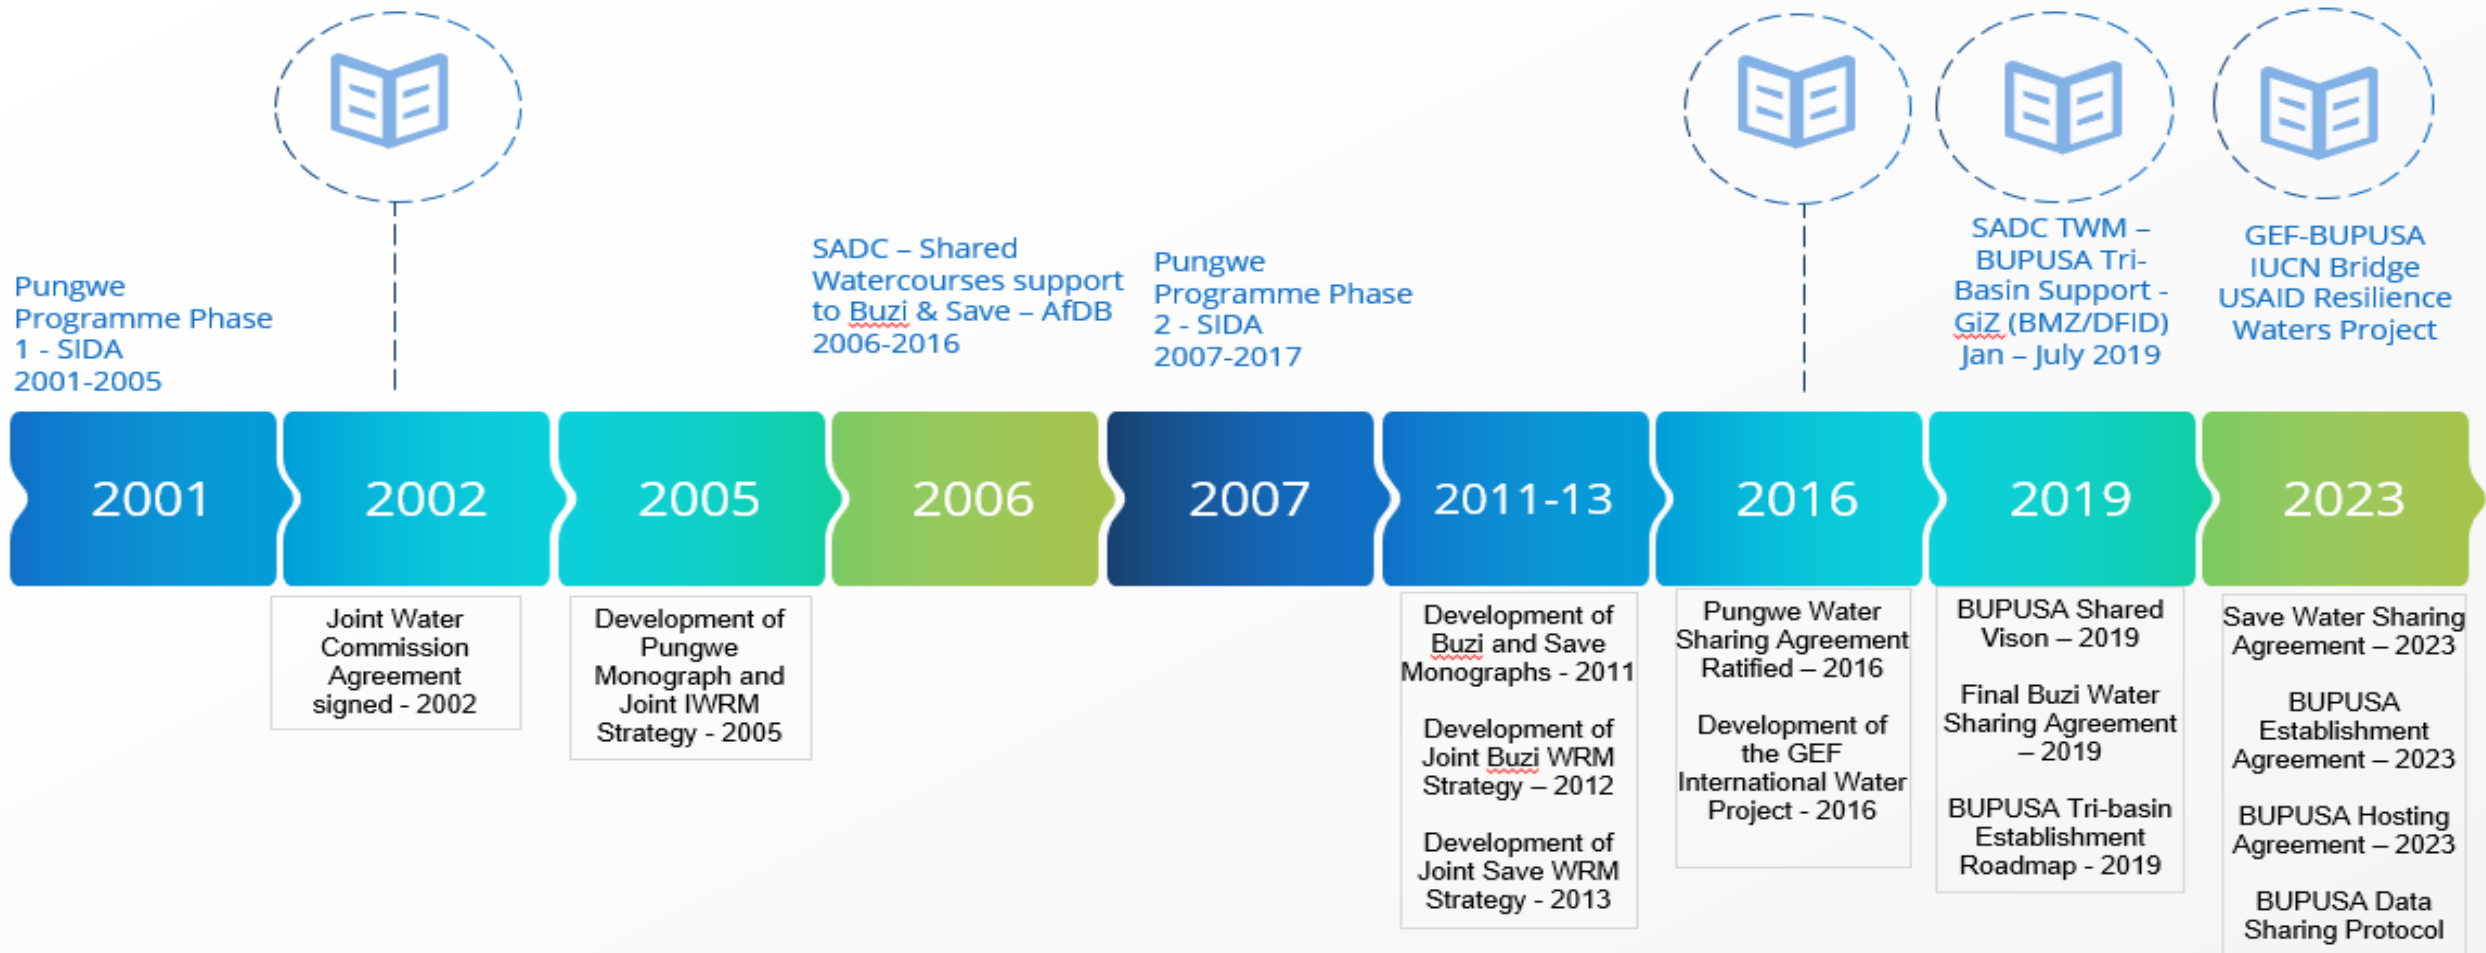 Pungwe
Programme Phase
1 - SIDA
2001-2005
SADC – Shared
Watercourses support
to Buzi & Save – AfDB
2006-2016
Pungwe
Programme Phase
2 - SIDA
2007-2017
SADC TWM –
BUPUSA Tri-
Basin Support -
GiZ (BMZ/DFID)
Jan – July 2019
GEF-BUPUSA
IUCN Bridge
USAID Resilience
Waters Project
2001
2002
2005
2006
2007
2011-13
2016
2019
2023
Joint Water
Commission
Agreement
signed - 2002
Development of
Pungwe
Monograph and
Joint IWRM
Strategy - 2005
Development of
Buzi and Save
Monographs - 2011
Development of
Joint Buzi WRM
Strategy – 2012
Development of
Joint Save WRM
Strategy - 2013
Pungwe Water
Sharing Agreement
Ratified – 2016
Development of
the GEF
International Water
Project - 2016
BUPUSA Shared
Vison – 2019
Final Buzi Water
Sharing Agreement
– 2019
BUPUSA Tri-basin
Establishment
Roadmap - 2019
Save Water Sharing
Agreement – 2023
BUPUSA
Establishment
Agreement – 2023
BUPUSA Hosting
Agreement – 2023
BUPUSA Data
Sharing Protocol